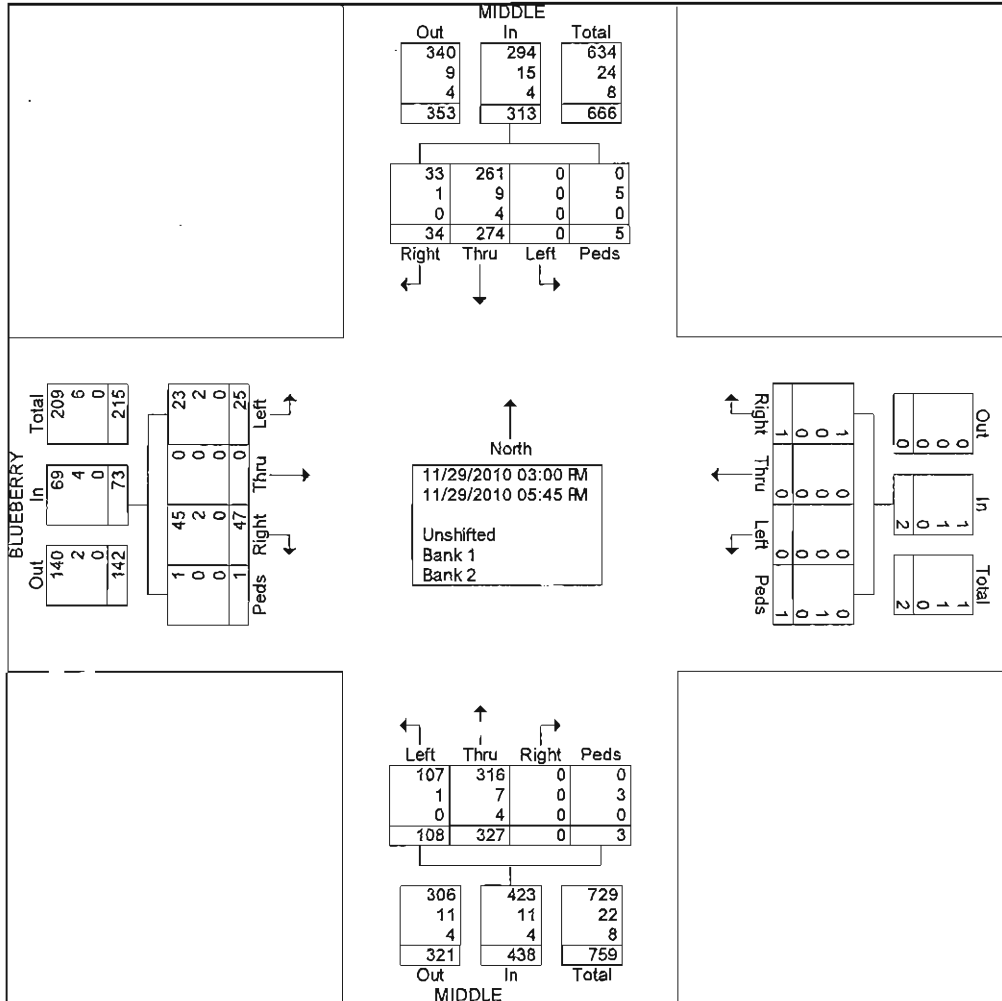 MIDDLE
Out In Total
340 294 634
9 15 24
4 4 8
353 313 666
33 261 0 0
1 9 0 5
0 4 0 0
34 274 0 5
Right Thru Left Peds
BLUEBERRY
Total
209 6 0 215
In
69 4 0 73
Out
140 2 0 142
23 2 0 25
Left
0 0 0 0
Thru
45 2 0 47
Right
1 0 0 1
Peds
North
11/29/2010 03:00 PM
11/29/2010 05:45 PM
Unshifted
Bank 1
Bank 2
Right
1 0 0 1
Thru
0 0 0 0
Left
0 0 0 0
Peds
0 1 0 1
Out
0 0 0 0
In
1 1 0 2
Total
1 1 0 2
Left Thru Right Peds
107 316 0 0
1 7 0 3
0 4 0 0
108 327 0 3
306 423 729
11 11 22
4 4 8
321 438 759
Out In Total
MIDDLE